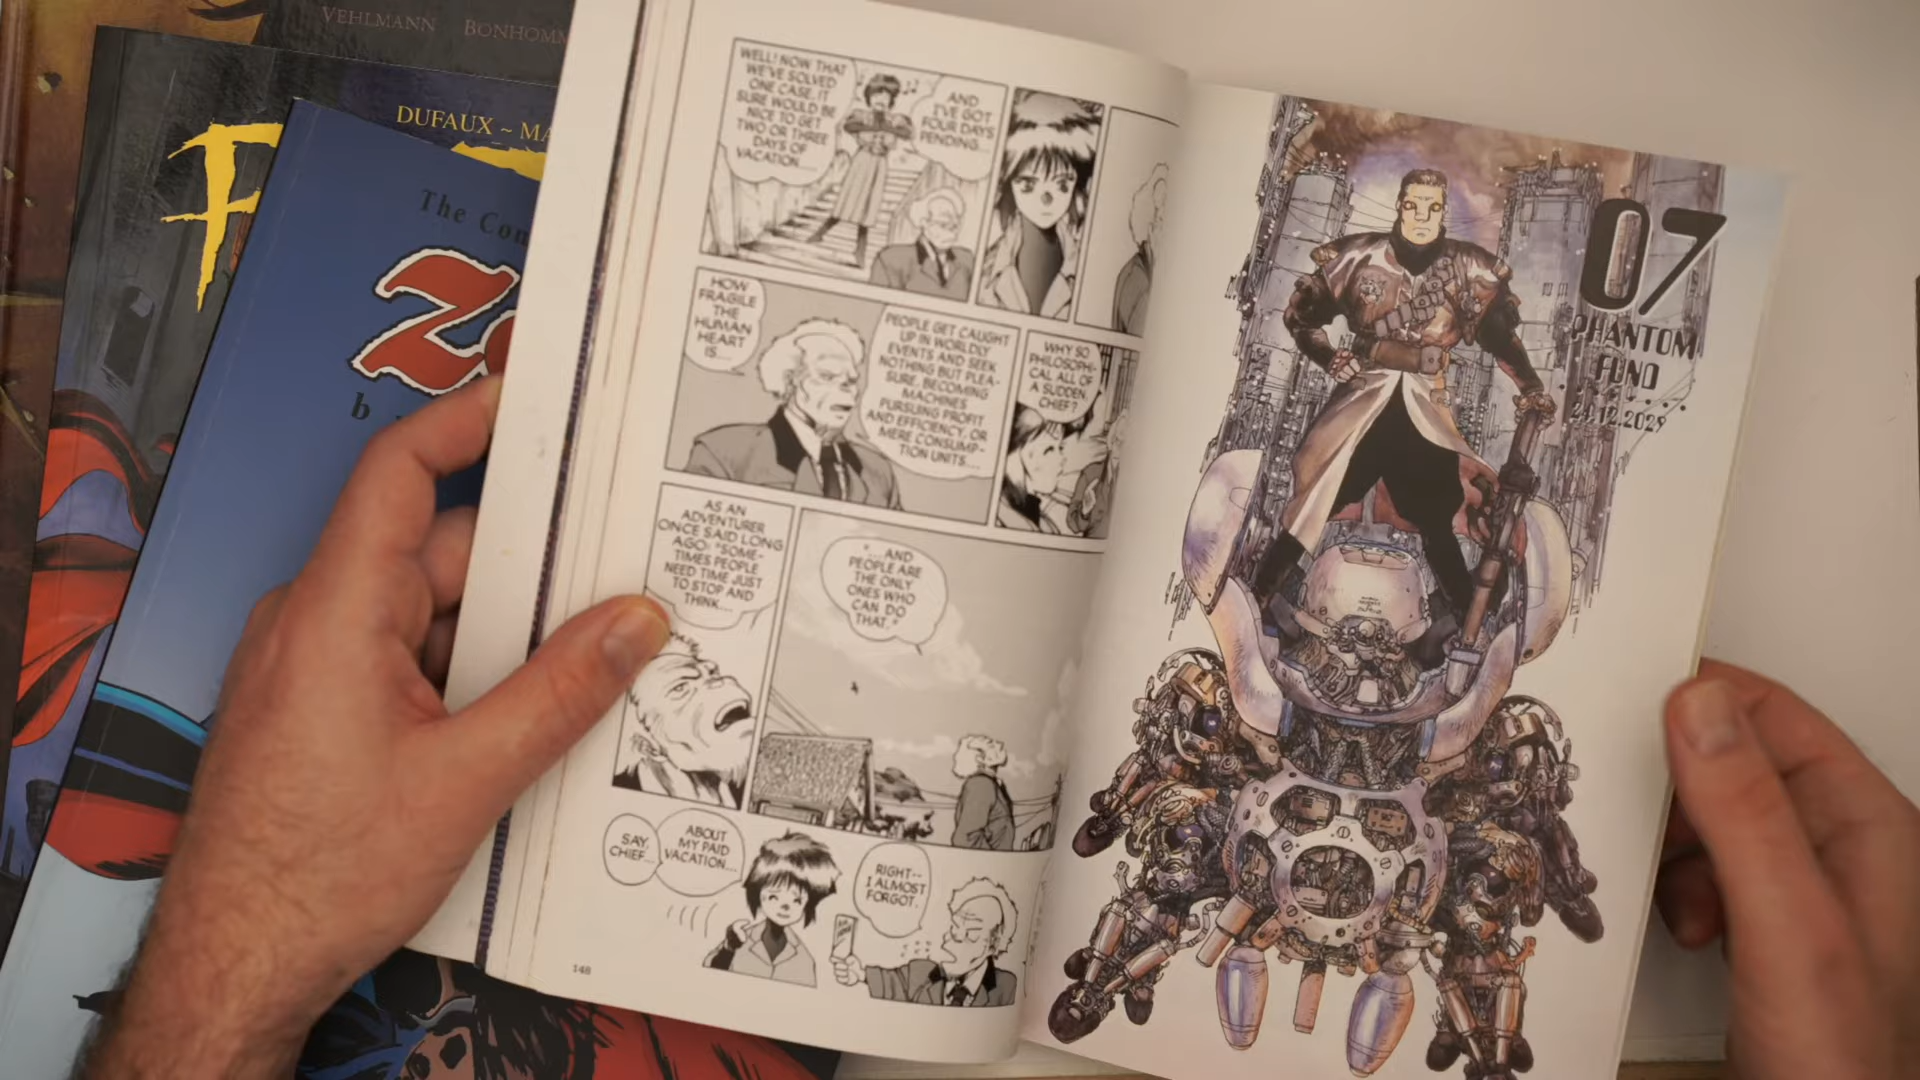 VEHLMANN BONHOMM
DUFAUX ~ MA
The Com
Zo
b
WELL! NOW THAT
WE'VE SOLVED
ONE CASE, IT
SURE WOULD BE
NICE TO GET
TWO OR THREE
DAYS OF
VACATION...
AND
I'VE GOT
FOUR DAYS
PENDING...
HOW
FRAGILE
THE
HUMAN
HEART
IS...
PEOPLE GET CAUGHT
UP IN WORLDLY
EVENTS AND SEEK
NOTHING BUT PLEA-
SURE, BECOMING
MACHINES
PURSUING PROFIT
AND EFFICIENCY, OR
MERE CONSUMP-
TION UNITS...
WHY SO
PHILOSOPHI-
CAL ALL OF
A SUDDEN,
CHIEF?
AS AN
ADVENTURER
ONCE SAID LONG
AGO: "SOME-
TIMES PEOPLE
NEED TIME JUST
TO STOP AND
THINK...
"...AND
PEOPLE ARE
THE ONLY
ONES WHO
CAN DO
THAT."
SAY,
CHIEF...
ABOUT
MY PAID
VACATION...
RIGHT--
I ALMOST
FORGOT.
148
07
PHANTOM
FUND
24.12.2029